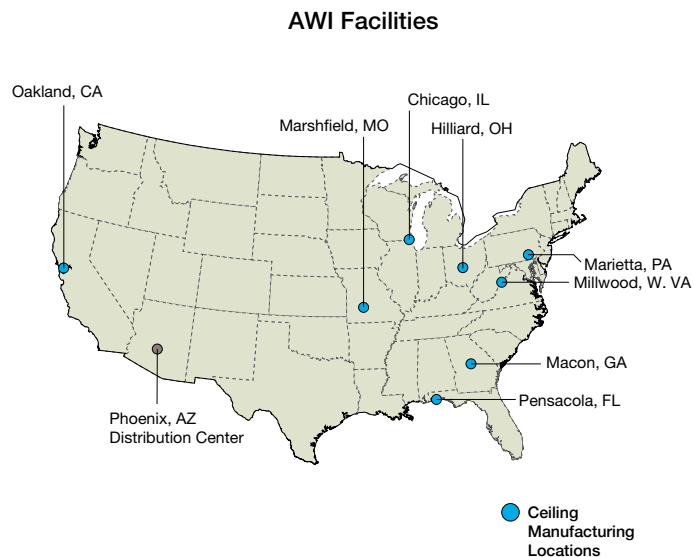 AWI Facilities
Oakland, CA
Chicago, IL
Marshfield, MO
Hilliard, OH
Marietta, PA
Millwood, W. VA
Macon, GA
Pensacola, FL
Phoenix, AZ
Distribution Center
Ceiling
Manufacturing
Locations